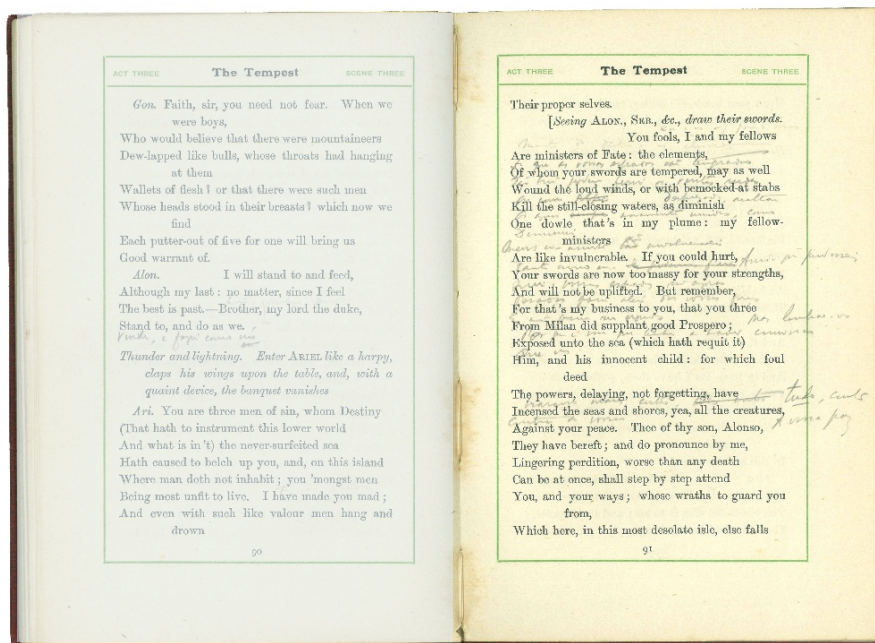 ACT THREE The Tempest SCENE THREE
Gon. Faith, sir, you need not fear. When we
were boys,
Who would believe that there were mountaineers
Dew-lapped like bulls, whose throats had hanging
at them
Wallets of flesh? or that there were such men
Whose heads stood in their breasts? which now we
find
Each putter-out of five for one will bring us
Good warrant of.
Alon. I will stand to and feed,
Although my last: no matter, since I feel
The best is past.—Brother, my lord the duke,
Stand to, and do as we.
Thunder and lightning. Enter ARIEL like a harpy,
claps his wings upon the table, and, with a
quaint device, the banquet vanishes
Ari. You are three men of sin, whom Destiny
(That hath to instrument this lower world
And what is in't) the never-surfeited sea
Hath caused to belch up you, and, on this island
Where man doth not inhabit; you 'mongst men
Being most unfit to live. I have made you mad;
And even with such like valour men hang and
drown
90
ACT THREE The Tempest SCENE THREE
Their proper selves.
[Seeing ALON., SEB., &c., draw their swords.
You fools, I and my fellows
Are ministers of Fate: the elements,
Of whom your swords are tempered, may as well
Wound the loud winds, or with bemocked-at stabs
Kill the still-closing waters, as diminish
One dowle that's in my plume: my fellow-
ministers
Are like invulnerable. If you could hurt,
Your swords are now too massy for your strengths,
And will not be uplifted. But remember,
For that's my business to you, that you three
From Milan did supplant good Prospero;
Exposed unto the sea (which hath requit it)
Him, and his innocent child: for which foul
deed
The powers, delaying, not forgetting, have
Incensed the seas and shores, yea, all the creatures,
Against your peace. Thee of thy son, Alonso,
They have bereft; and do pronounce by me,
Lingering perdition, worse than any death
Can be at once, shall step by step attend
You, and your ways; whose wraths to guard you
from,
Which here, in this most desolate isle, else falls
91